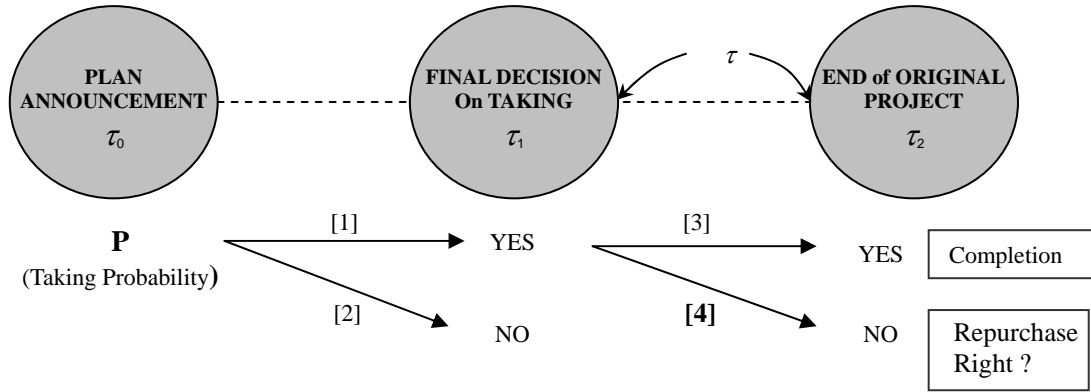 PLAN
ANNOUNCEMENT
τ₀
FINAL DECISION
On TAKING
τ₁
τ
END of ORIGINAL
PROJECT
τ₂
P
(Taking Probability)
[1]
[2]
YES
NO
[3]
[4]
YES
NO
Completion
Repurchase
Right ?